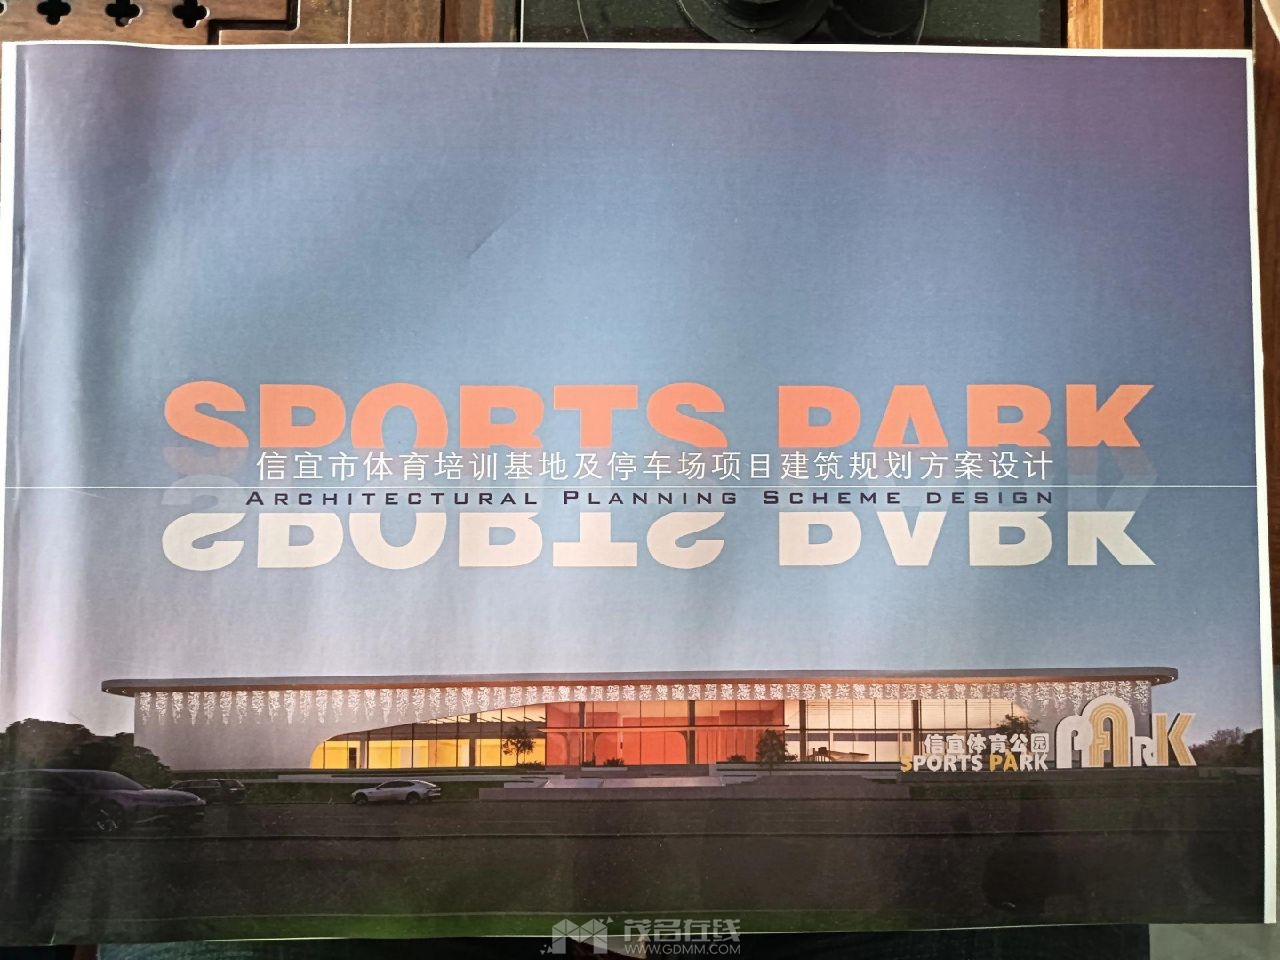 SPORTS PARK
信宜市体育培训基地及停车场项目建筑规划方案设计
ARCHITECTURAL PLANNING SCHEME DESIGN
SPORTS PARK
信宜体育公园
SPORTS PARK
PARK
茂名在线
WWW.GDMM.COM